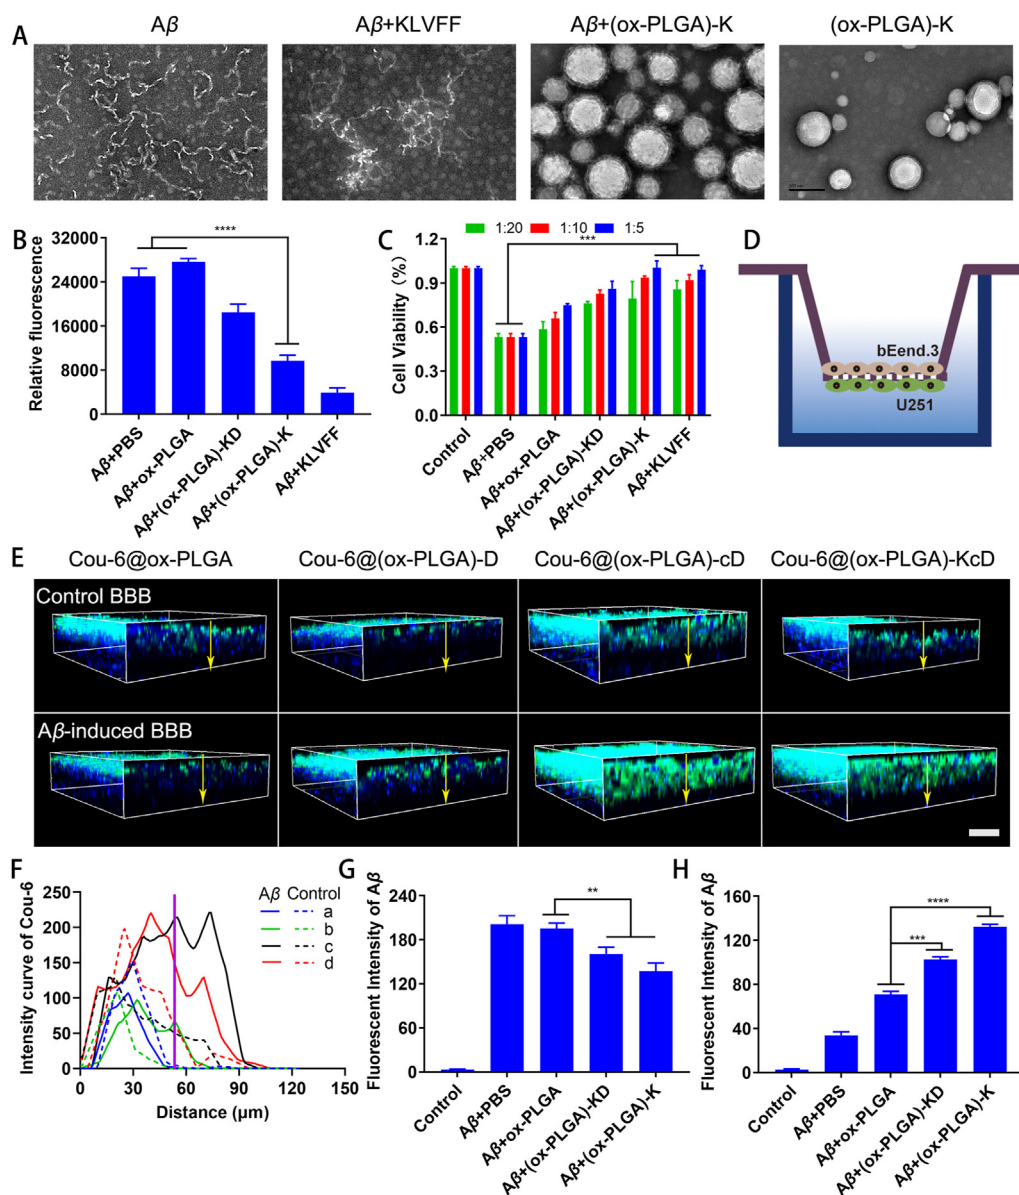 A
Aβ
Aβ+KLVFF
Aβ+(ox-PLGA)-K
(ox-PLGA)-K
B
Relative fluorescence
32000
24000
16000
8000
0
****
Aβ+PBS
Aβ+ox-PLGA
Aβ+(ox-PLGA)-KD
Aβ+(ox-PLGA)-K
Aβ+KLVFF
C
1:20
1:10
1:5
***
Cell Viability (%)
1.2
0.9
0.6
0.3
0.0
Control
Aβ+PBS
Aβ+ox-PLGA
Aβ+(ox-PLGA)-KD
Aβ+(ox-PLGA)-K
Aβ+KLVFF
D
bEend.3
U251
E
Cou-6@ox-PLGA
Cou-6@(ox-PLGA)-D
Cou-6@(ox-PLGA)-cD
Cou-6@(ox-PLGA)-KcD
Control BBB
Aβ-induced BBB
F
Intensity curve of Cou-6
250
200
150
100
50
0
0
30
60
90
120
150
Distance (μm)
Aβ Control
a
b
c
d
G
Fluorescent Intensity of Aβ
240
180
120
60
0
**
Control
Aβ+PBS
Aβ+ox-PLGA
Aβ+(ox-PLGA)-KD
Aβ+(ox-PLGA)-K
H
Fluorescent Intensity of Aβ
160
120
80
40
0
****
***
Control
Aβ+PBS
Aβ+ox-PLGA
Aβ+(ox-PLGA)-KD
Aβ+(ox-PLGA)-K